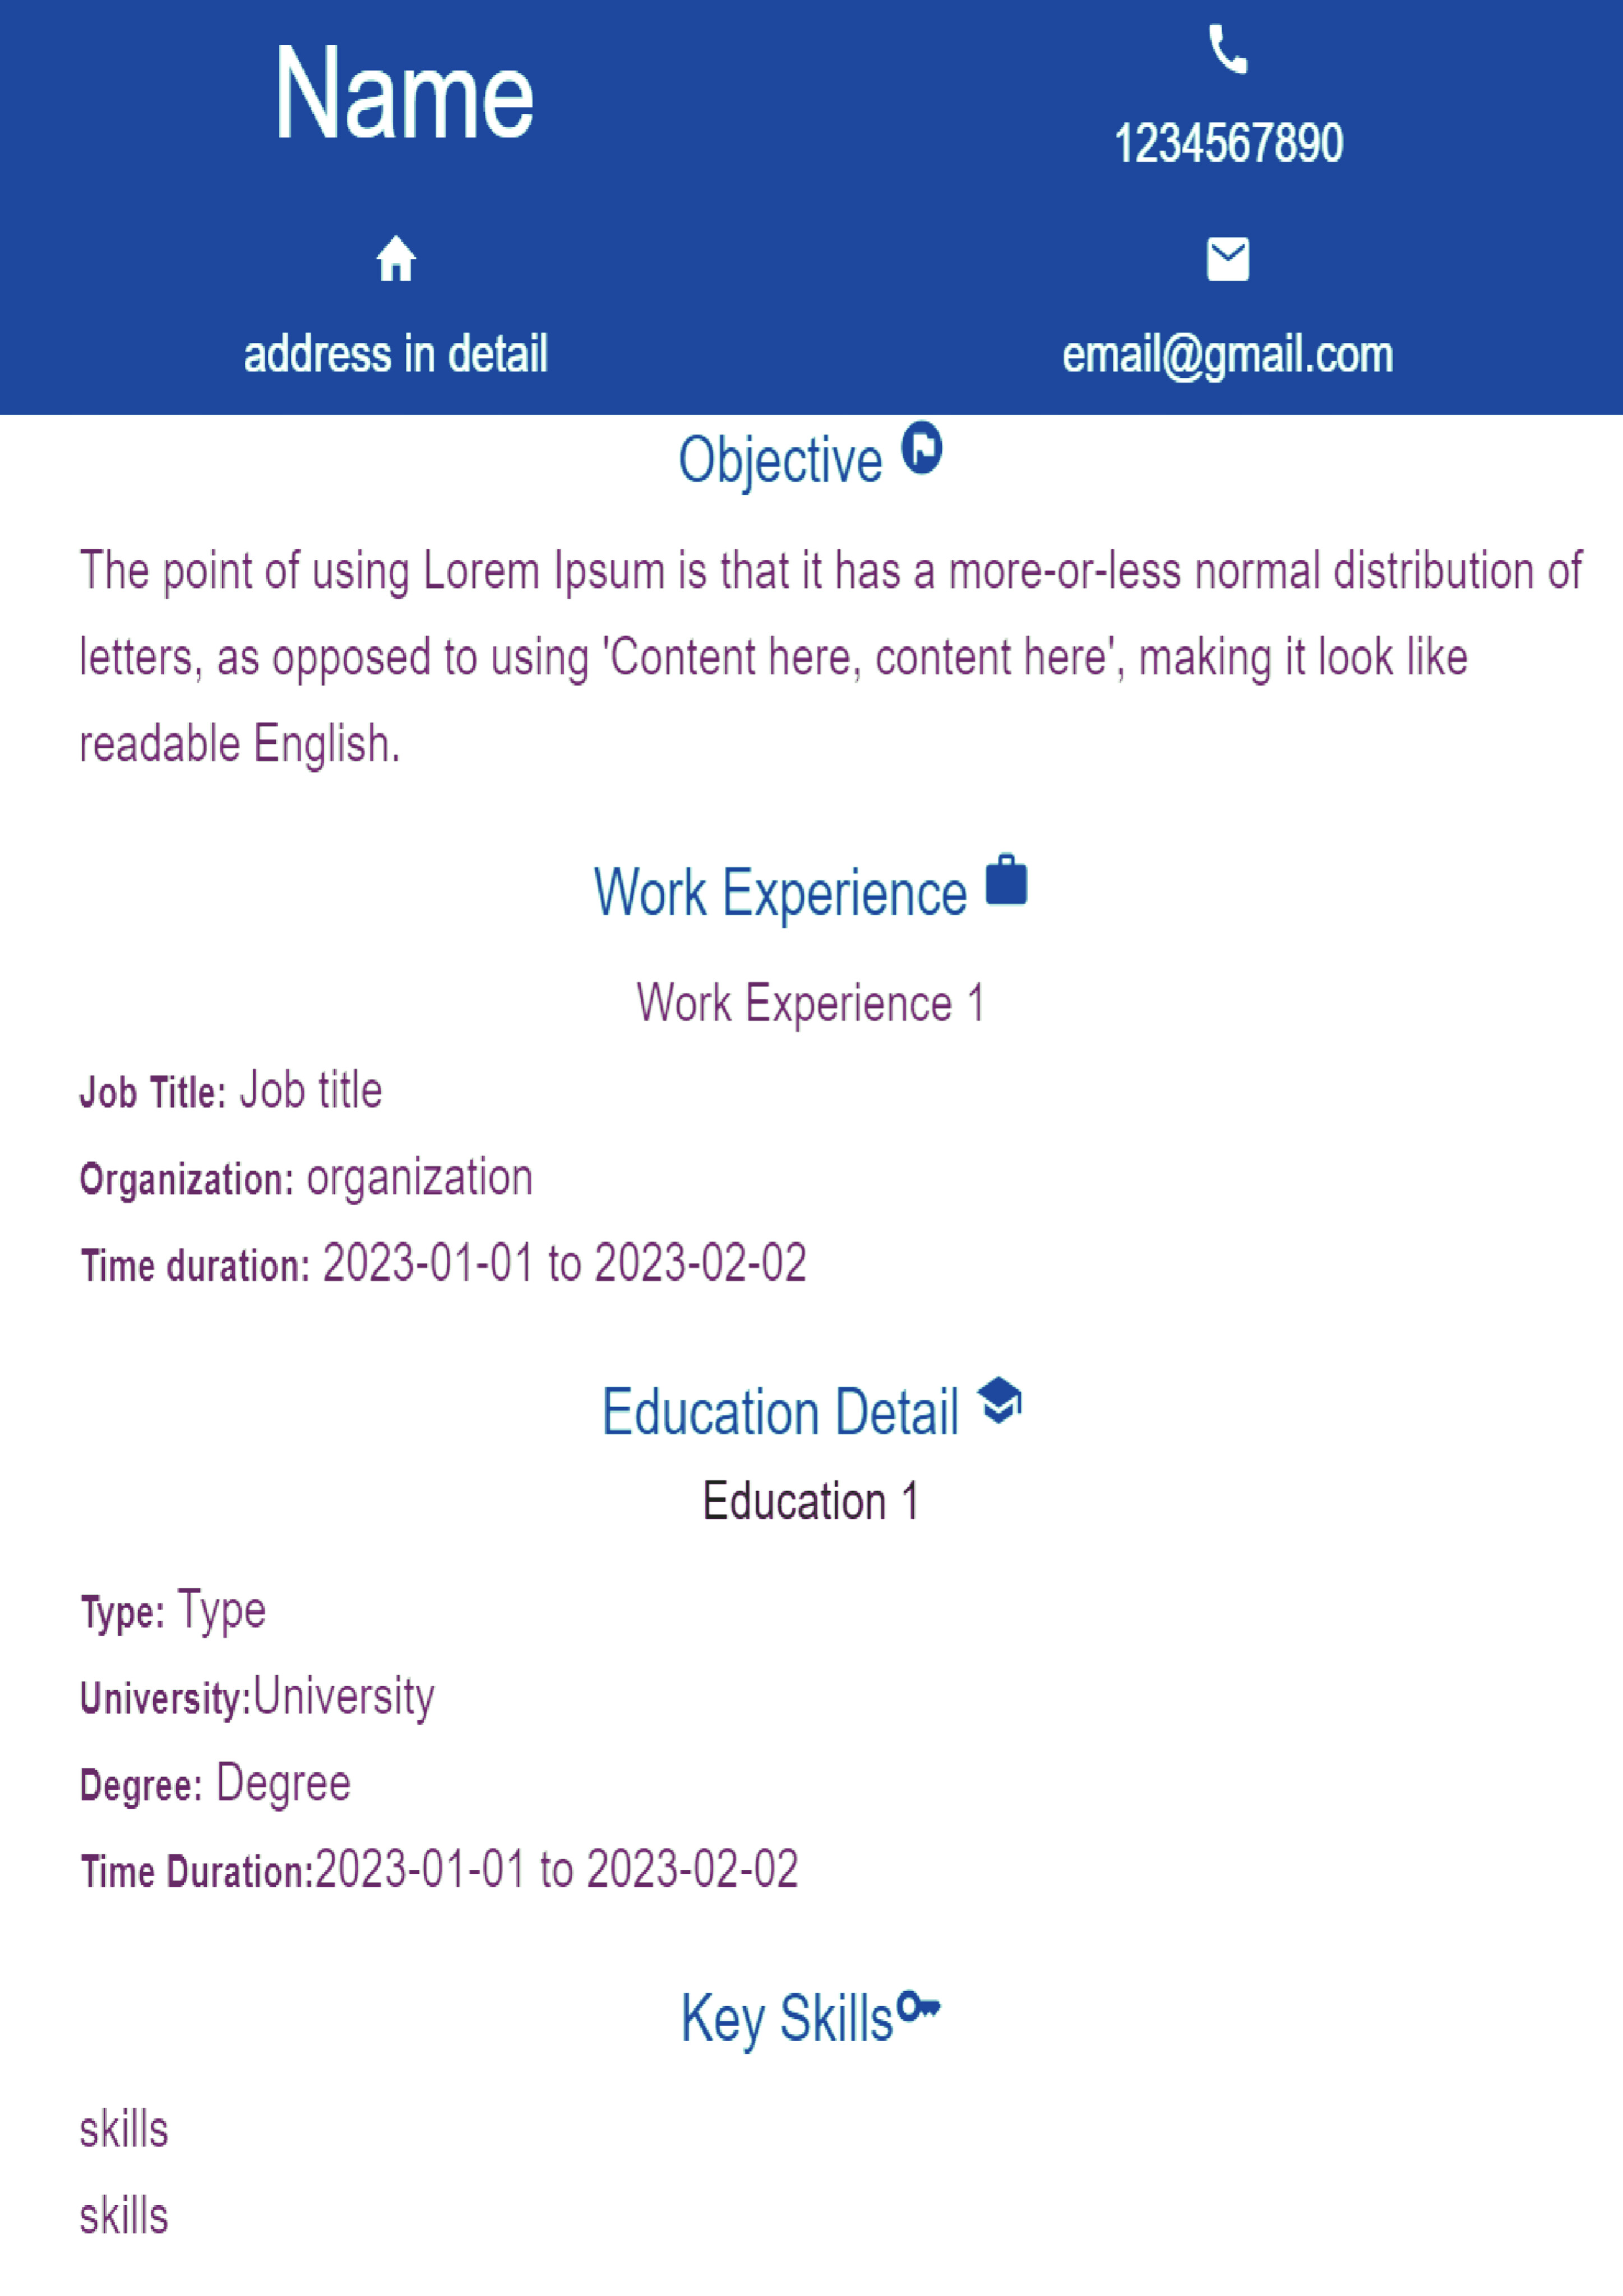 Name
1234567890
address in detail
email@gmail.com
Objective
The point of using Lorem Ipsum is that it has a more-or-less normal distribution of
letters, as opposed to using 'Content here, content here', making it look like
readable English.
Work Experience
Work Experience 1
Job Title: Job title
Organization: organization
Time duration: 2023-01-01 to 2023-02-02
Education Detail
Education 1
Type: Type
University:University
Degree: Degree
Time Duration:2023-01-01 to 2023-02-02
Key Skills
skills
skills